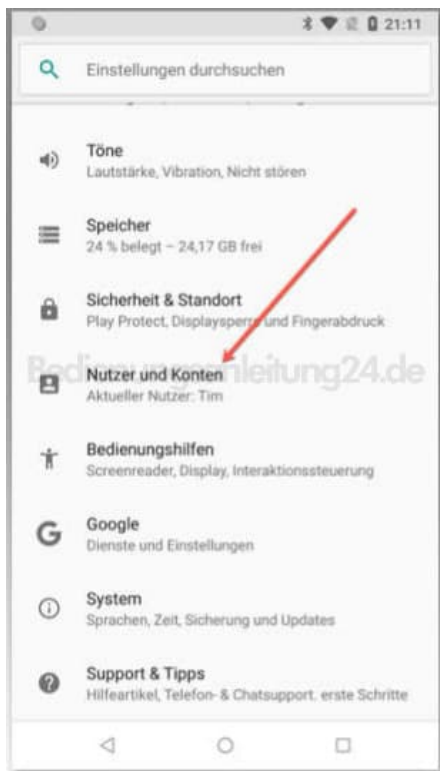 21:11
Einstellungen durchsuchen
Töne
Lautstärke, Vibration, Nicht stören
Speicher
24 % belegt – 24,17 GB frei
Sicherheit & Standort
Play Protect, Displaysperre und Fingerabdruck
Bedienungsanleitung24.de
Nutzer und Konten
Aktueller Nutzer: Tim
Bedienungshilfen
Screenreader, Display, Interaktionssteuerung
Google
Dienste und Einstellungen
System
Sprachen, Zeit, Sicherung und Updates
Support & Tipps
Hilfeartikel, Telefon- & Chatsupport. erste Schritte